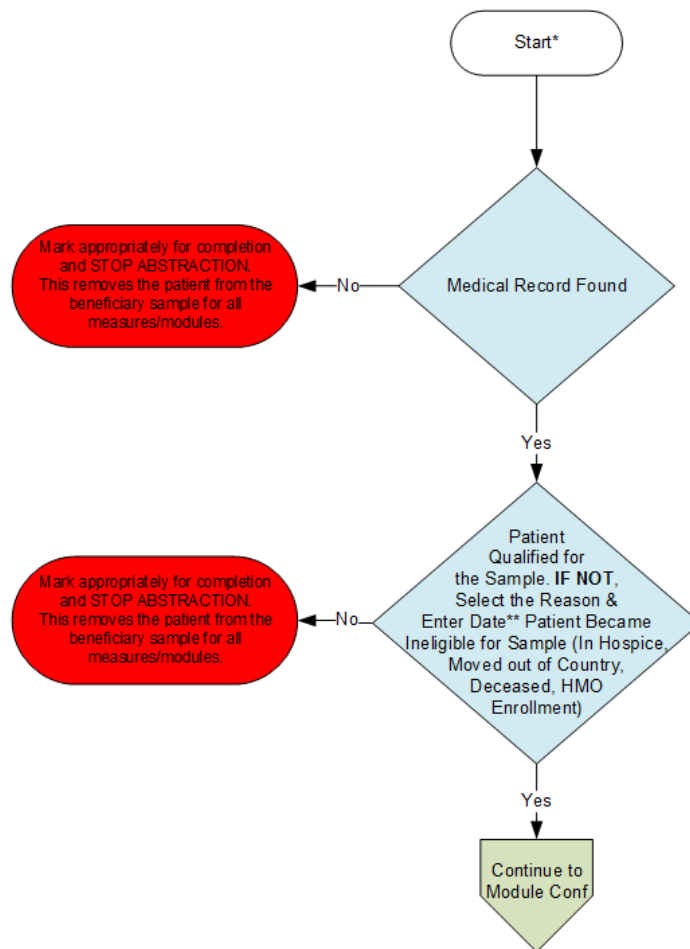 Start*
Medical Record Found
No
Mark appropriately for completion
and STOP ABSTRACTION.
This removes the patient from the
beneficiary sample for all
measures/modules.
Yes
Patient
Qualified for
the Sample. IF NOT,
Select the Reason &
Enter Date** Patient Became
Ineligible for Sample (In Hospice,
Moved out of Country,
Deceased, HMO
Enrollment)
No
Mark appropriately for completion
and STOP ABSTRACTION.
This removes the patient from the
beneficiary sample for all
measures/modules.
Yes
Continue to
Module Conf